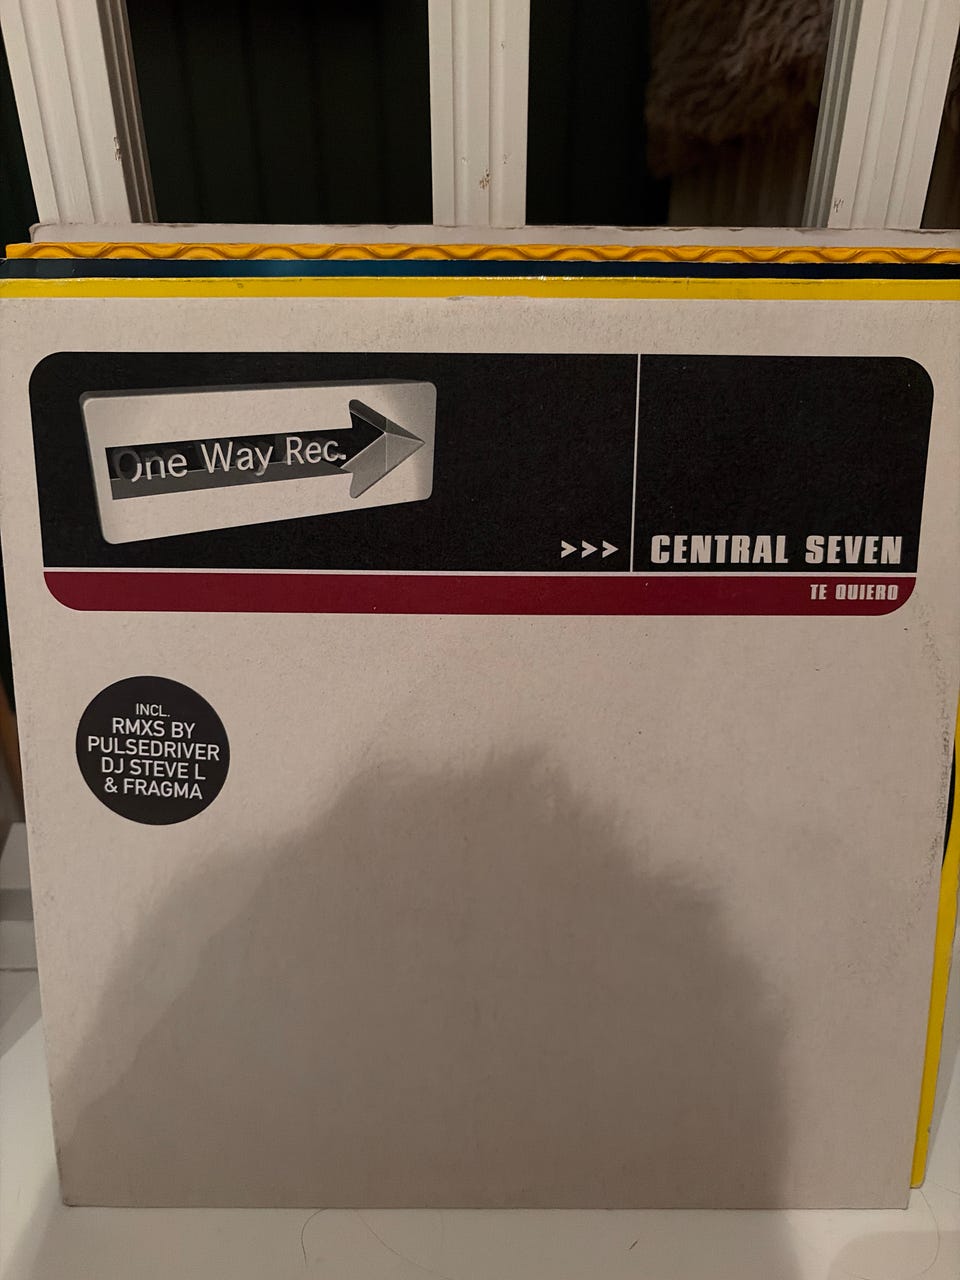 One Way Rec.
>>> CENTRAL SEVEN
TE QUIERO
INCL.
RMXS BY
PULSEDRIVER
DJ STEVE L
& FRAGMA